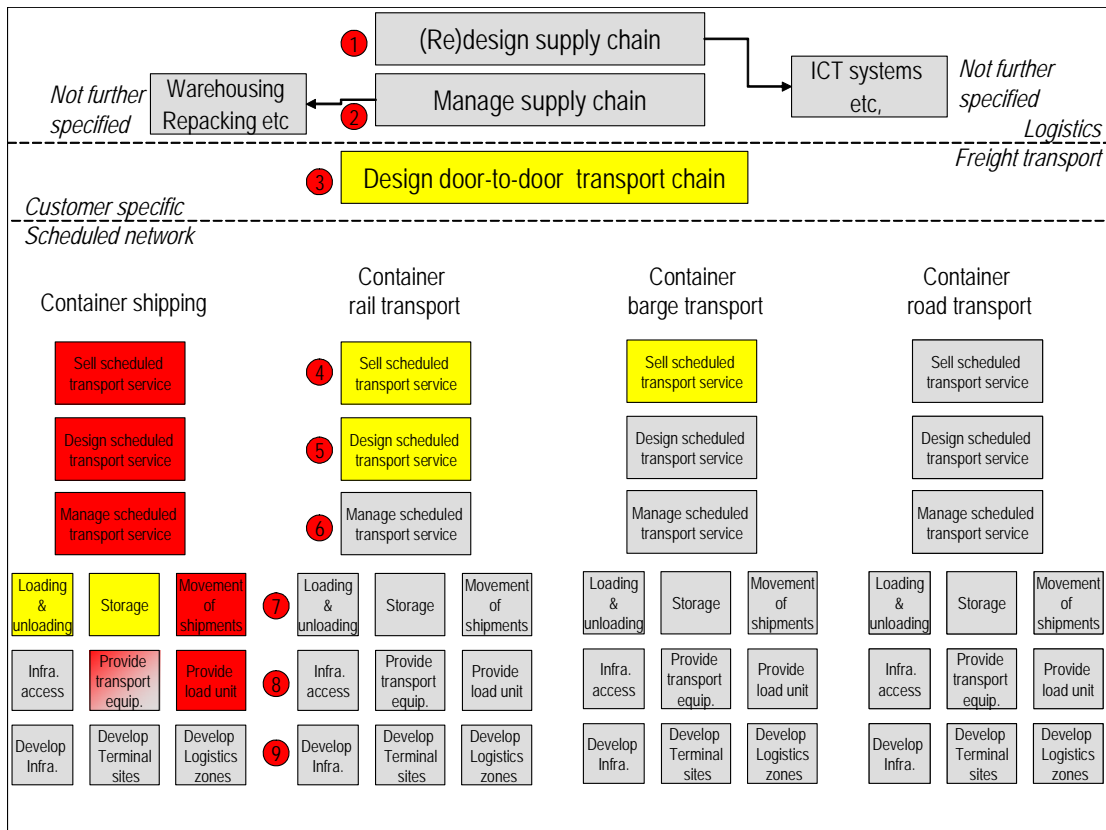 1
(Re)design supply chain
Not further
specified
Warehousing
Repacking etc
2
Manage supply chain
ICT systems
etc,
Not further
specified
Logistics
Freight transport
3
Design door-to-door transport chain
Customer specific
Scheduled network
Container shipping
Container
rail transport
Container
barge transport
Container
road transport
Sell scheduled
transport service
4
Sell scheduled
transport service
Sell scheduled
transport service
Sell scheduled
transport service
Design scheduled
transport service
5
Design scheduled
transport service
Design scheduled
transport service
Design scheduled
transport service
Manage scheduled
transport service
6
Manage scheduled
transport service
Manage scheduled
transport service
Manage scheduled
transport service
Loading
&
unloading
Storage
Movement
of
shipments
7
Loading
&
unloading
Storage
Movement
of
shipments
Loading
&
unloading
Storage
Movement
of
shipments
Loading
&
unloading
Storage
Movement
of
shipments
Infra.
access
Provide
transport
equip.
Provide
load unit
8
Infra.
access
Provide
transport
equip.
Provide
load unit
Infra.
access
Provide
transport
equip.
Provide
load unit
Infra.
access
Provide
transport
equip.
Provide
load unit
Develop
Infra.
Develop
Terminal
sites
Develop
Logistics
zones
9
Develop
Infra.
Develop
Terminal
sites
Develop
Logistics
zones
Develop
Infra.
Develop
Terminal
sites
Develop
Logistics
zones
Develop
Infra.
Develop
Terminal
sites
Develop
Logistics
zones